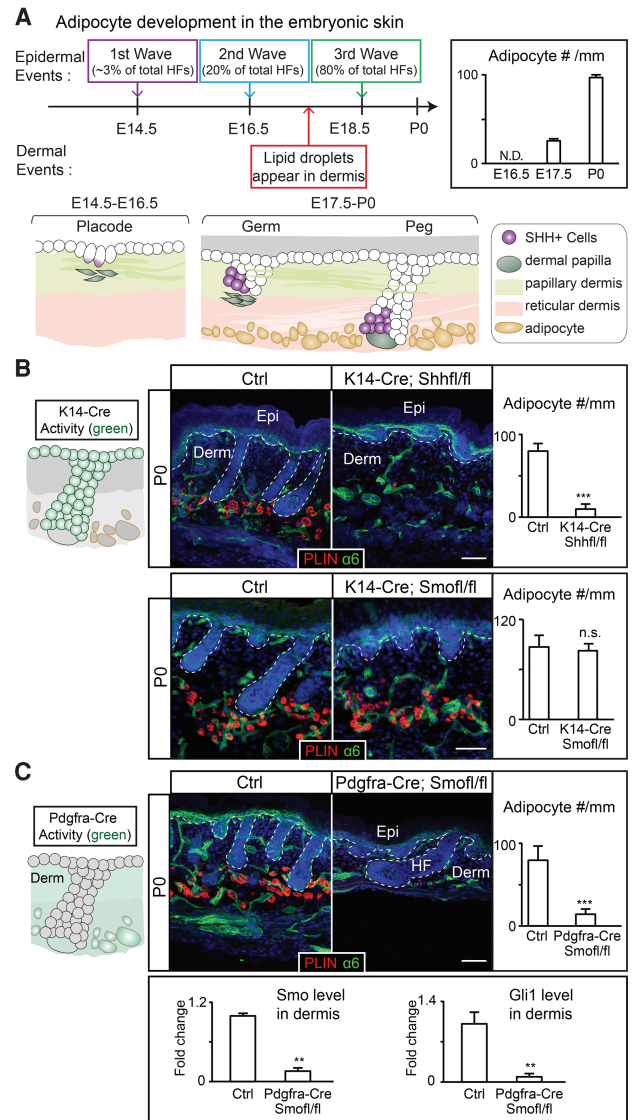 A
Adipocyte development in the embryonic skin
Epidermal
Events :
1st Wave
(~3% of total HFs)
2nd Wave
(20% of total HFs)
3rd Wave
(80% of total HFs)
E14.5
E16.5
E18.5
P0
Dermal
Events :
Lipid droplets
appear in dermis
Adipocyte # /mm
100
0
N.D.
E16.5 E17.5 P0
E14.5-E16.5
Placode
E17.5-P0
Germ
Peg
SHH+ Cells
dermal papilla
papillary dermis
reticular dermis
adipocyte
B
K14-Cre
Activity (green)
Ctrl
K14-Cre; Shhfl/fl
P0
Epi
Derm
Epi
Derm
PLIN α6
Adipocyte #/mm
100
0
***
Ctrl K14-Cre
Shhfl/fl
Ctrl
K14-Cre; Smofl/fl
P0
PLIN α6
Adipocyte #/mm
120
0
n.s.
Ctrl K14-Cre
Smofl/fl
C
Pdgfra-Cre
Activity (green)
Derm
Ctrl
Pdgfra-Cre; Smofl/fl
P0
Epi
HF
Derm
PLIN α6
Adipocyte #/mm
100
0
***
Ctrl Pdgfra-Cre
Smofl/fl
Smo level
in dermis
Fold change
1.2
0
**
Ctrl Pdgfra-Cre
Smofl/fl
Gli1 level
in dermis
Fold change
1.4
0
**
Ctrl Pdgfra-Cre
Smofl/fl